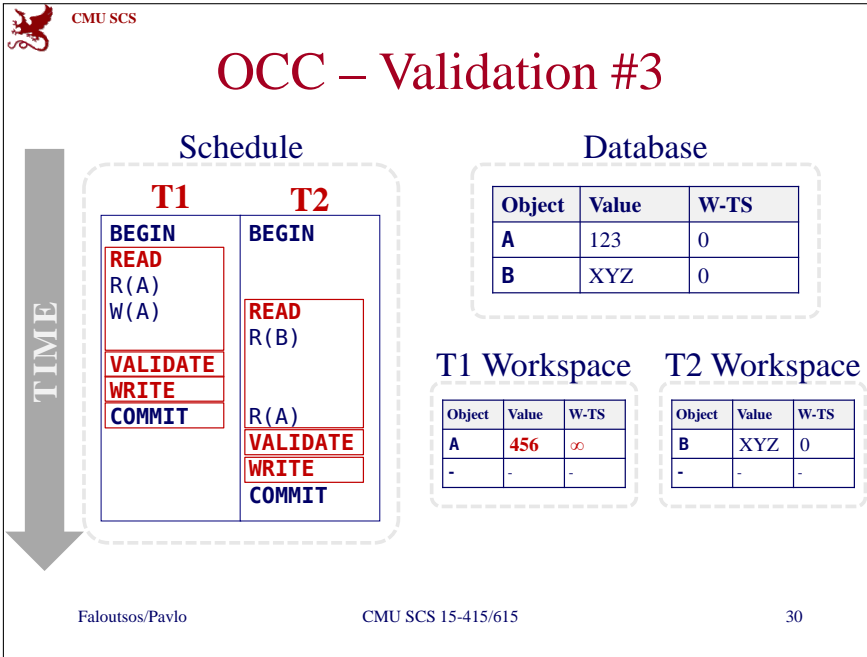 CMU SCS
OCC – Validation #3
Schedule
T1
T2
BEGIN
READ
R(A)
W(A)
VALIDATE
WRITE
COMMIT
BEGIN
READ
R(B)
R(A)
VALIDATE
WRITE
COMMIT
TIME
Database
Object Value W-TS
A 123 0
B XYZ 0
T1 Workspace
Object Value W-TS
A 456 ∞
- - -
T2 Workspace
Object Value W-TS
B XYZ 0
- - -
Faloutsos/Pavlo CMU SCS 15-415/615 30